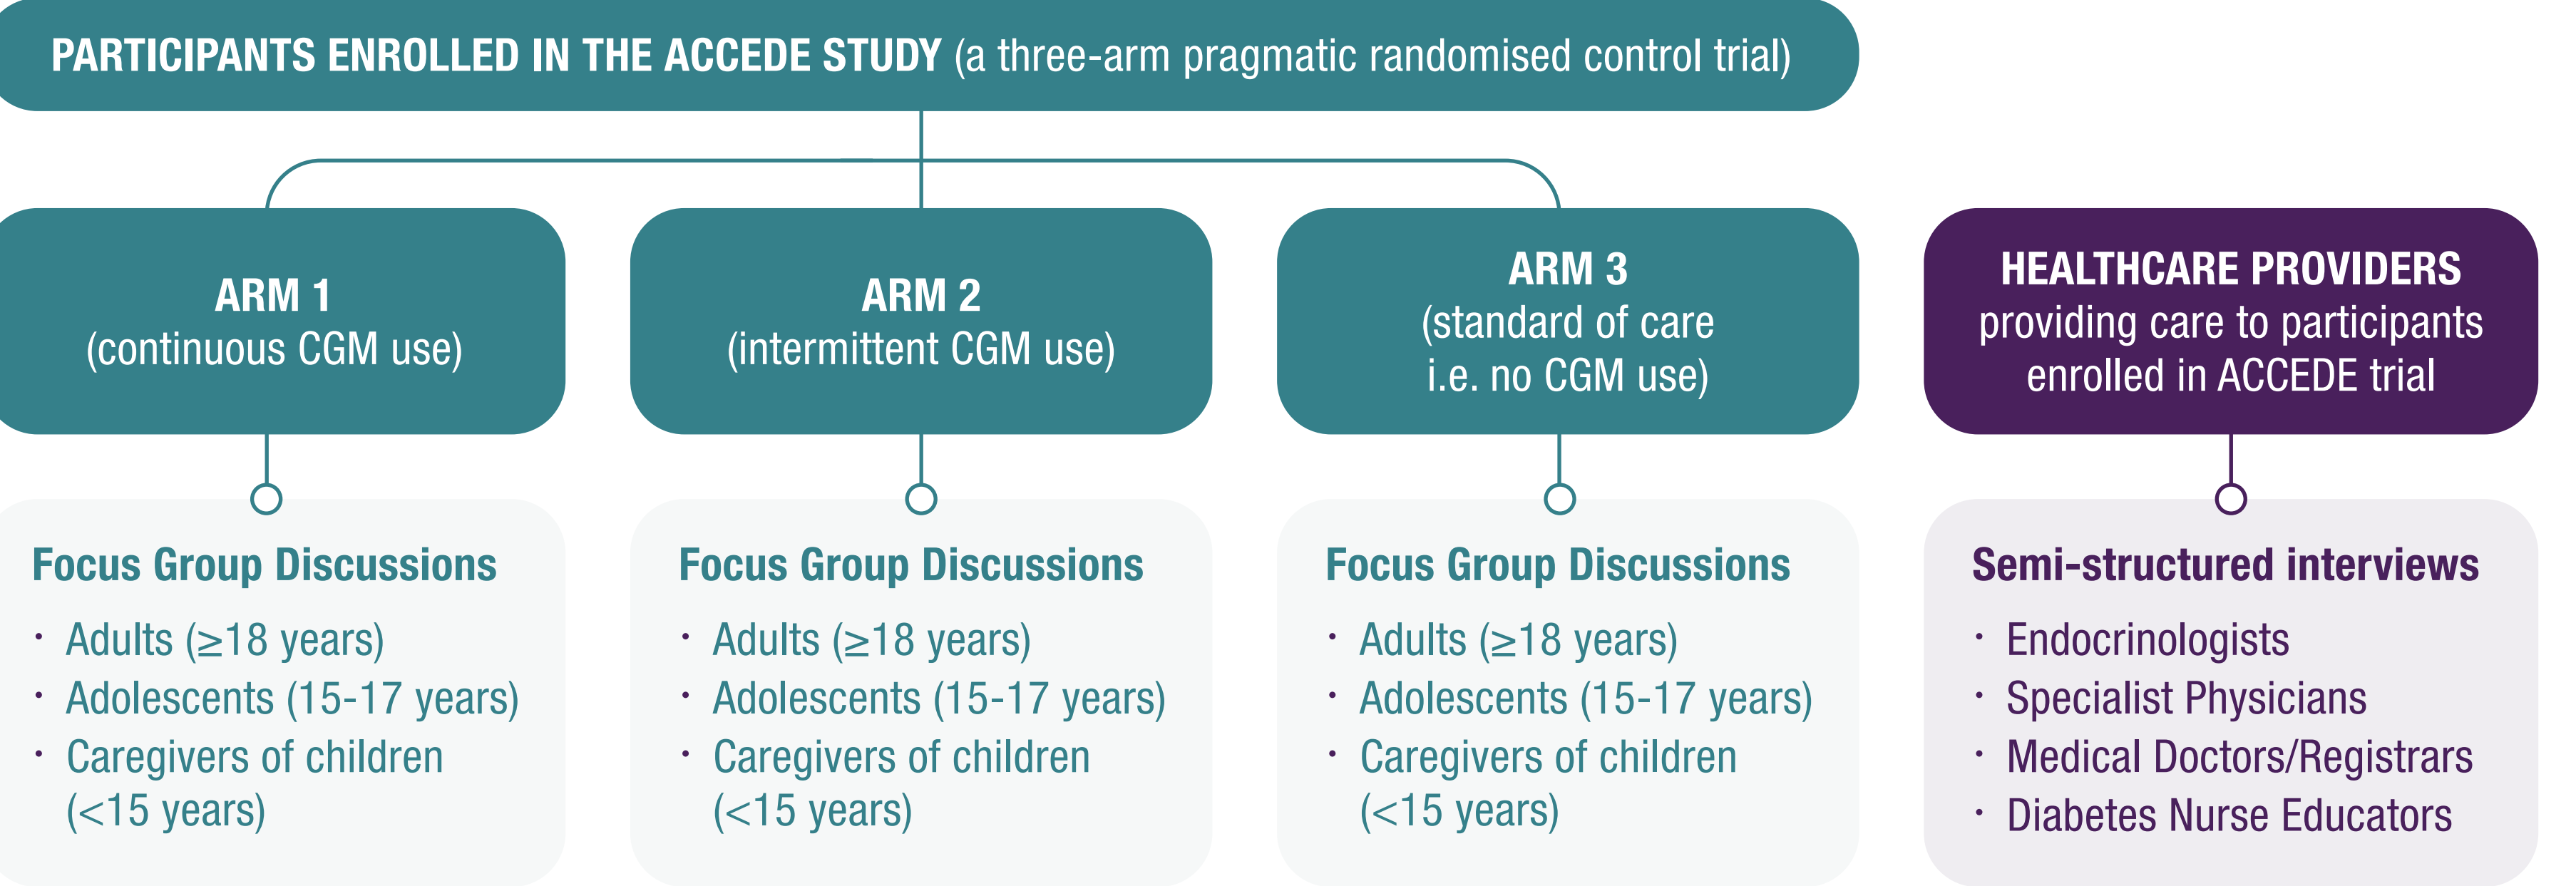 PARTICIPANTS ENROLLED IN THE ACCEDE STUDY (a three-arm pragmatic randomised control trial)
ARM 1
(continuous CGM use)
ARM 2
(intermittent CGM use)
ARM 3
(standard of care
i.e. no CGM use)
HEALTHCARE PROVIDERS
providing care to participants
enrolled in ACCEDE trial
Focus Group Discussions
· Adults (≥18 years)
· Adolescents (15-17 years)
· Caregivers of children
(<15 years)
Focus Group Discussions
· Adults (≥18 years)
· Adolescents (15-17 years)
· Caregivers of children
(<15 years)
Focus Group Discussions
· Adults (≥18 years)
· Adolescents (15-17 years)
· Caregivers of children
(<15 years)
Semi-structured interviews
· Endocrinologists
· Specialist Physicians
· Medical Doctors/Registrars
· Diabetes Nurse Educators